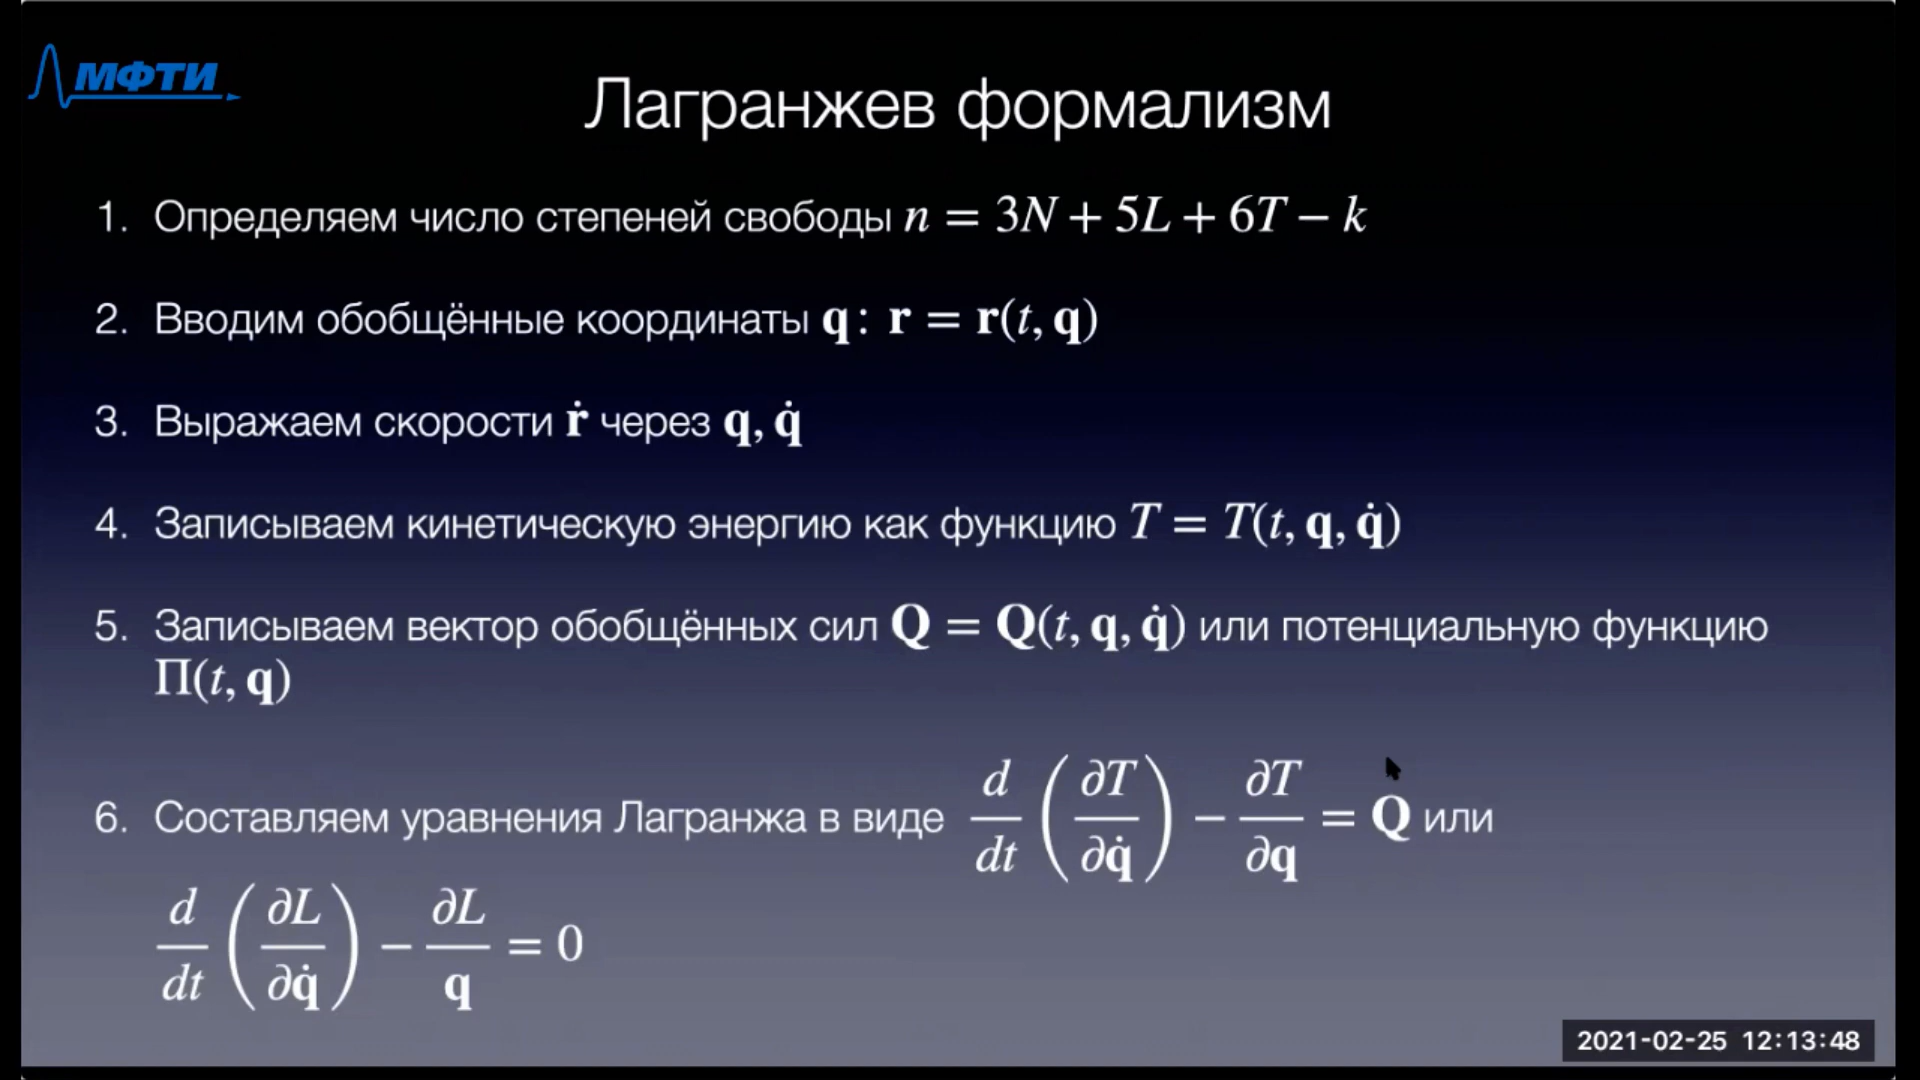 МФТИ
Лагранжев формализм
1. Определяем число степеней свободы n = 3N + 5L + 6T − k
2. Вводим обобщённые координаты q: r = r(t, q)
3. Выражаем скорости ṙ через q, q̇
4. Записываем кинетическую энергию как функцию T = T(t, q, q̇)
5. Записываем вектор обобщённых сил Q = Q(t, q, q̇) или потенциальную функцию
Π(t, q)
6. Составляем уравнения Лагранжа в виде d/dt (∂T/∂q̇) − ∂T/∂q = Q или
d/dt (∂L/∂q̇) − ∂L/q = 0
2021-02-25 12:13:48